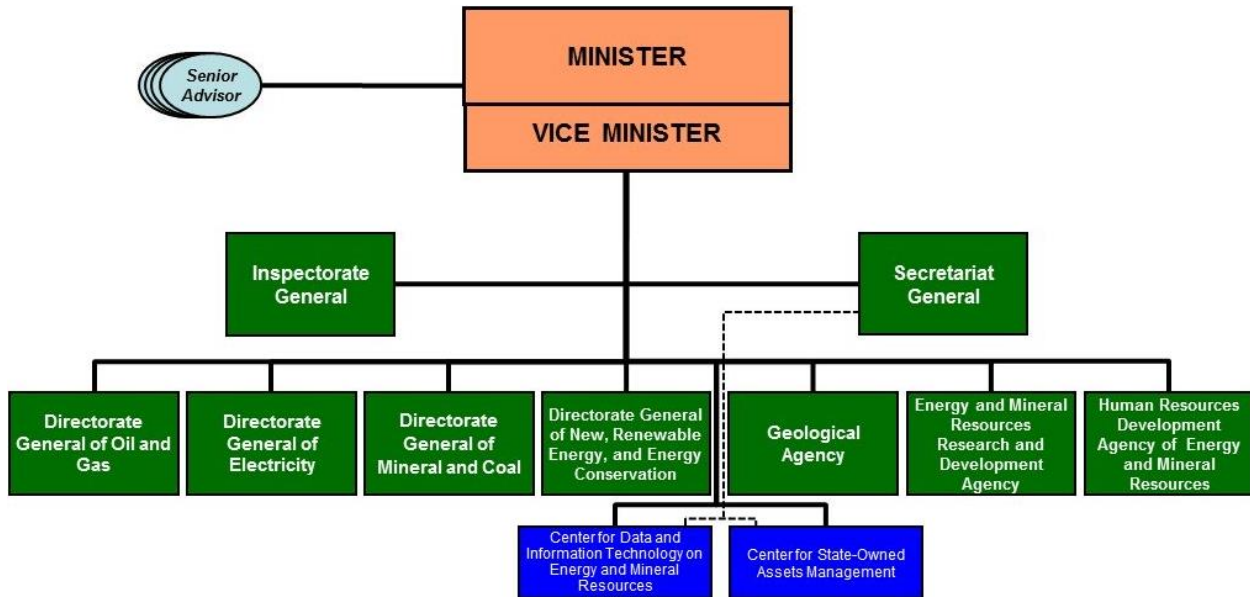 MINISTER
Senior
Advisor
VICE MINISTER
Inspectorate
General
Secretariat
General
Directorate
General of Oil and
Gas
Directorate
General of
Electricity
Directorate
General of
Mineral and Coal
Directorate General
of New, Renewable
Energy, and Energy
Conservation
Geological
Agency
Energy and Mineral
Resources
Research and
Development
Agency
Human Resources
Development
Agency of Energy
and Mineral
Resources
Center for Data and
Information Technology on
Energy and Mineral
Resources
Center for State-Owned
Assets Management